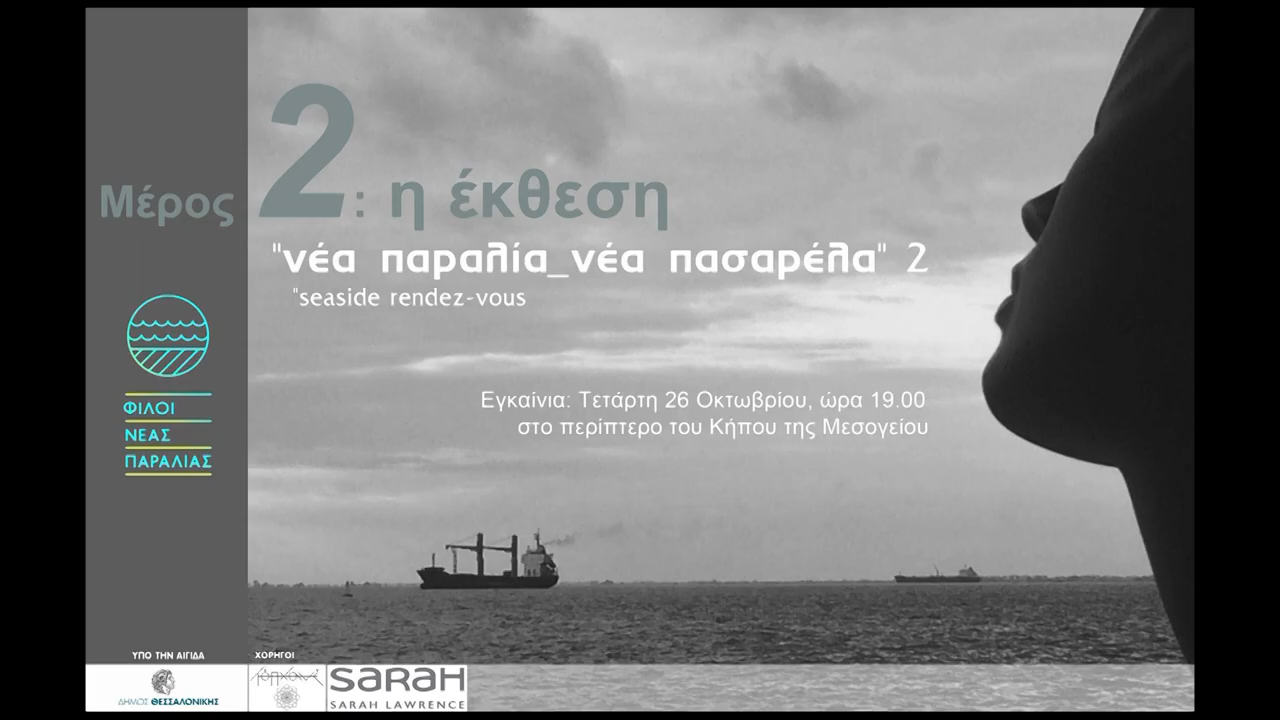 Μέρος 2: η έκθεση
"νέα παραλία_νέα πασαρέλα" 2
"seaside rendez-vous
Εγκαίνια: Τετάρτη 26 Οκτωβρίου, ώρα 19.00
στο περίπτερο του Κήπου της Μεσογείου
ΦΙΛΟΙ
ΝΕΑΣ
ΠΑΡΑΛΙΑΣ
ΥΠΟ ΤΗΝ ΑΙΓΙΔΑ
ΔΗΜΟΣ ΘΕΣΣΑΛΟΝΙΚΗΣ
ΧΟΡΗΓΟΙ
SARAH
SARAH LAWRENCE